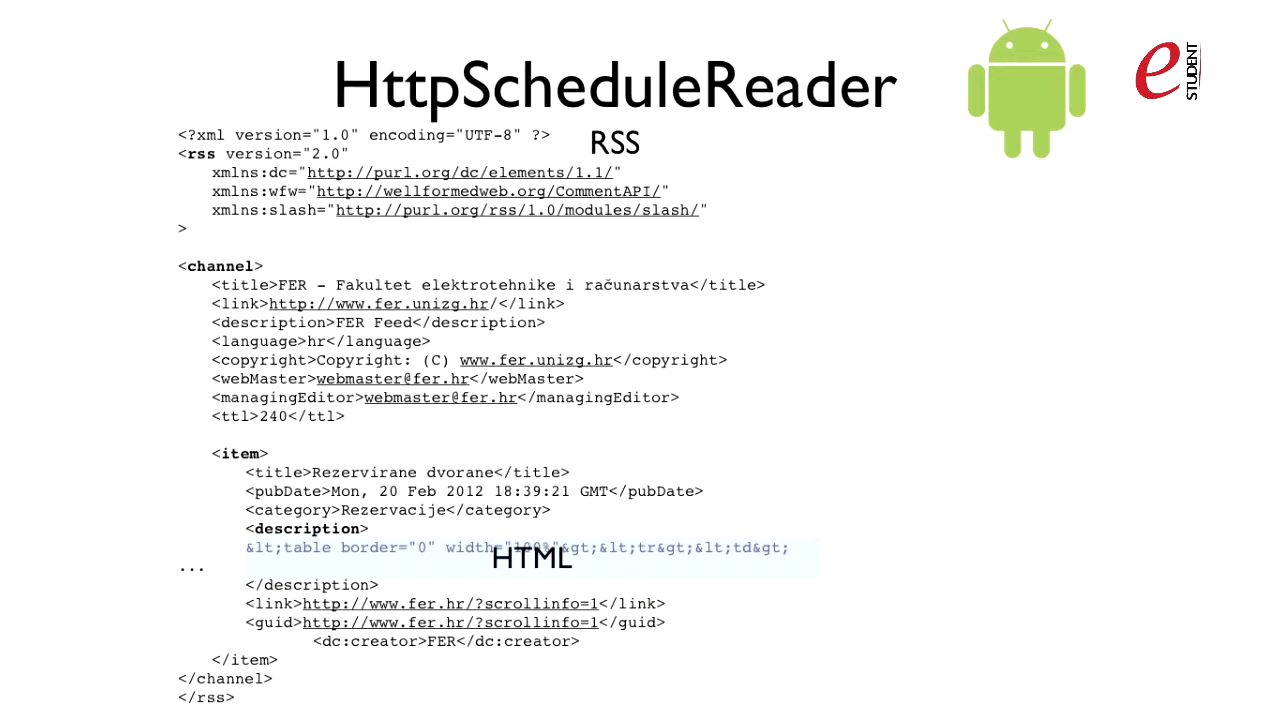 HttpScheduleReader
e STUDENT
RSS
<?xml version="1.0" encoding="UTF-8" ?>
<rss version="2.0"
xmlns:dc="http://purl.org/dc/elements/1.1/"
xmlns:wfw="http://wellformedweb.org/CommentAPI/"
xmlns:slash="http://purl.org/rss/1.0/modules/slash/"
>
<channel>
<title>FER - Fakultet elektrotehnike i računarstva</title>
<link>http://www.fer.unizg.hr/</link>
<description>FER Feed</description>
<language>hr</language>
<copyright>Copyright: (C) www.fer.unizg.hr</copyright>
<webMaster>webmaster@fer.hr</webMaster>
<managingEditor>webmaster@fer.hr</managingEditor>
<ttl>240</ttl>
<item>
<title>Rezervirane dvorane</title>
<pubDate>Mon, 20 Feb 2012 18:39:21 GMT</pubDate>
<category>Rezervacije</category>
<description>
&lt;table border="0" width="100%"&gt;&lt;tr&gt;&lt;td&gt;
HTML
...
</description>
<link>http://www.fer.hr/?scrollinfo=1</link>
<guid>http://www.fer.hr/?scrollinfo=1</guid>
<dc:creator>FER</dc:creator>
</item>
</channel>
</rss>